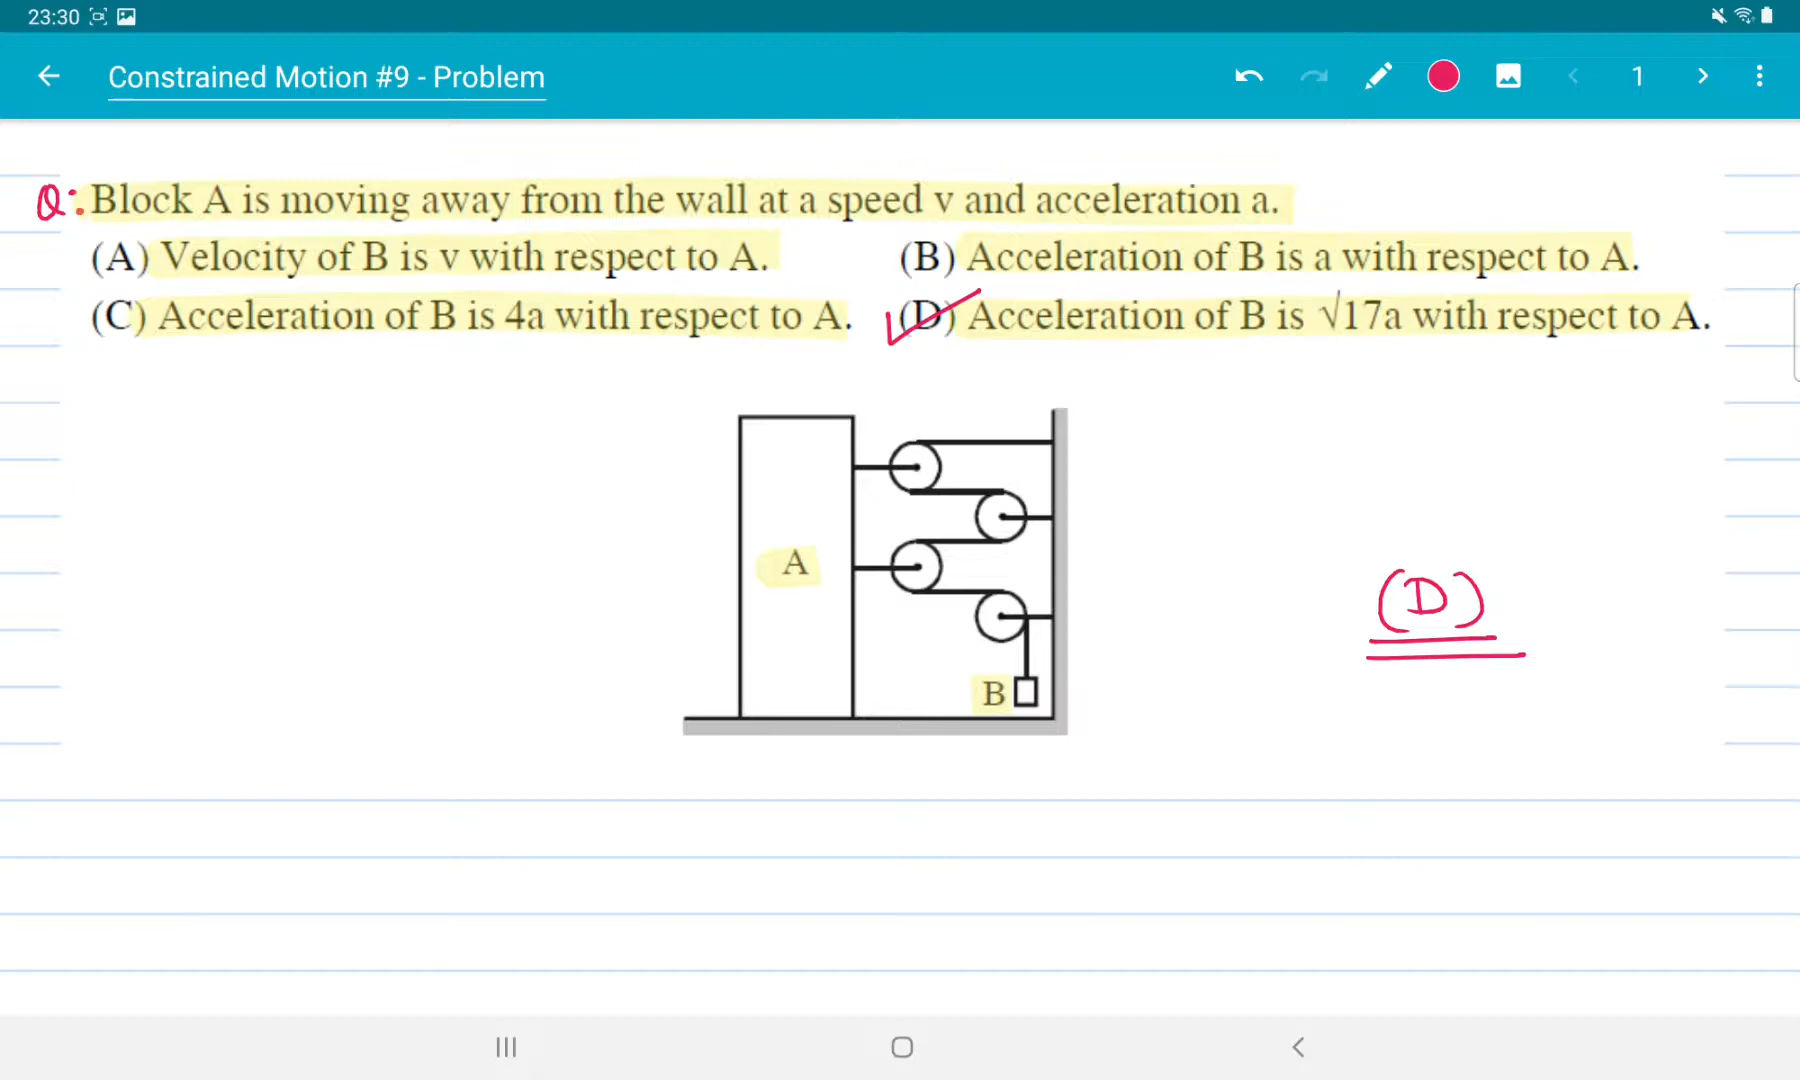 23:30
Constrained Motion #9 - Problem
1
Q: Block A is moving away from the wall at a speed v and acceleration a.
(A) Velocity of B is v with respect to A. (B) Acceleration of B is a with respect to A.
(C) Acceleration of B is 4a with respect to A. (D) Acceleration of B is √17a with respect to A.
A
(D)
B